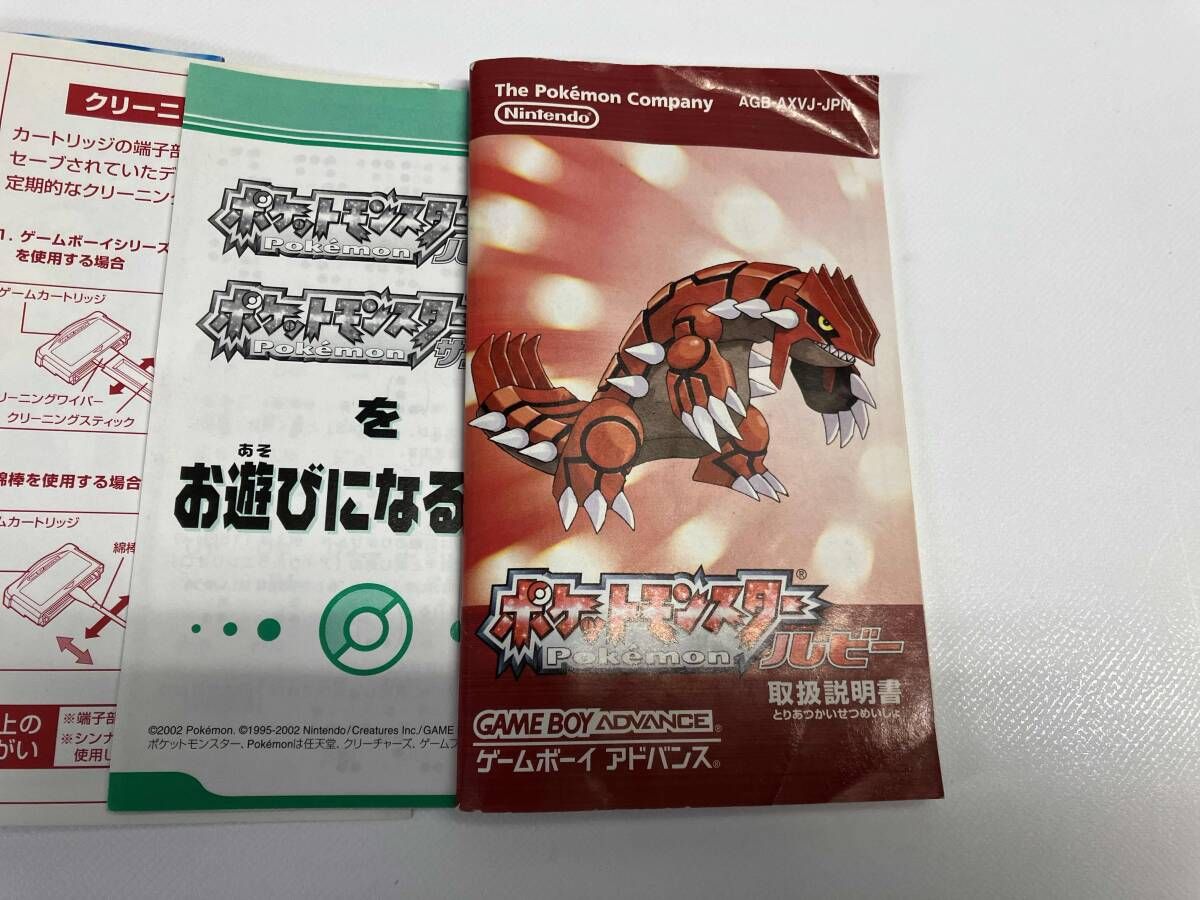 クリーニ
カートリッジの端子部
セーブされていたデ
定期的なクリーニン
1. ゲームボーイシリーズ
を使用する場合
ゲームカートリッジ
リーニングワイパー
クリーニングスティック
綿棒を使用する場合
ムカートリッジ
綿棒
上の
がい
※端子部
※シンナ
使用し
ポケットモンスター
Pokémon
ル
ポケットモンスター
Pokémon
サ
を
あそ
お遊びになる
©2002 Pokémon. ©1995-2002 Nintendo/Creatures Inc./GAME
ポケットモンスター、Pokémonは任天堂、クリーチャーズ、ゲームフ
The Pokémon Company
AGB-AXVJ-JPN
Nintendo
ポケットモンスター®
Pokémon ルビー
取扱説明書
とりあつかいせつめいしょ
GAME BOY ADVANCE®
ゲームボーイ アドバンス®